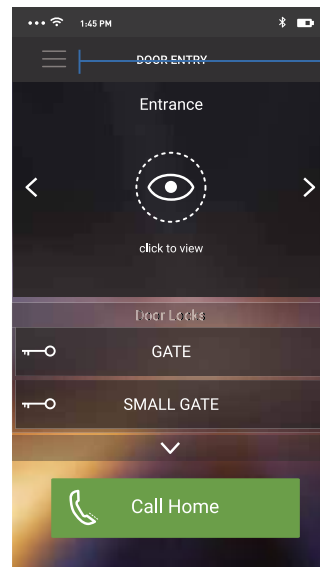 1:45 PM
DOOR ENTRY
Entrance
click to view
Door Locks
GATE
SMALL GATE
Call Home